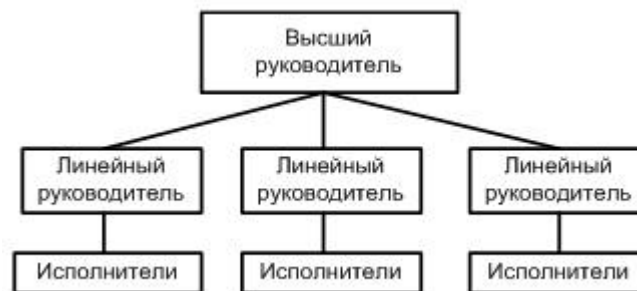 Высший
руководитель
Линейный
руководитель
Линейный
руководитель
Линейный
руководитель
Исполнители
Исполнители
Исполнители